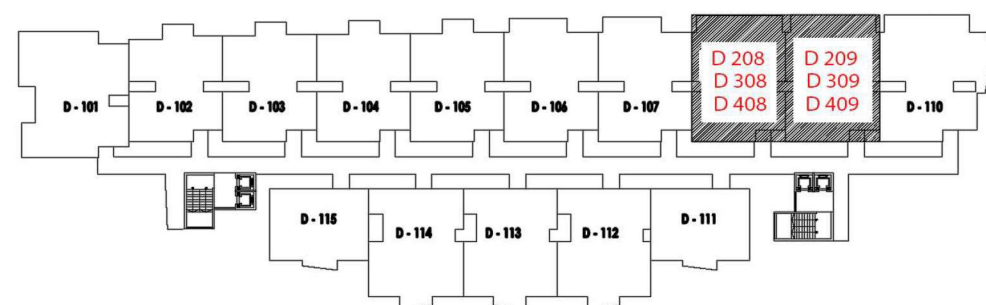 D 208
D 308
D 408
D 209
D 309
D 409
D - 101
D - 102
D - 103
D - 104
D - 105
D - 106
D - 107
D - 110
D - 115
D - 114
D - 113
D - 112
D - 111